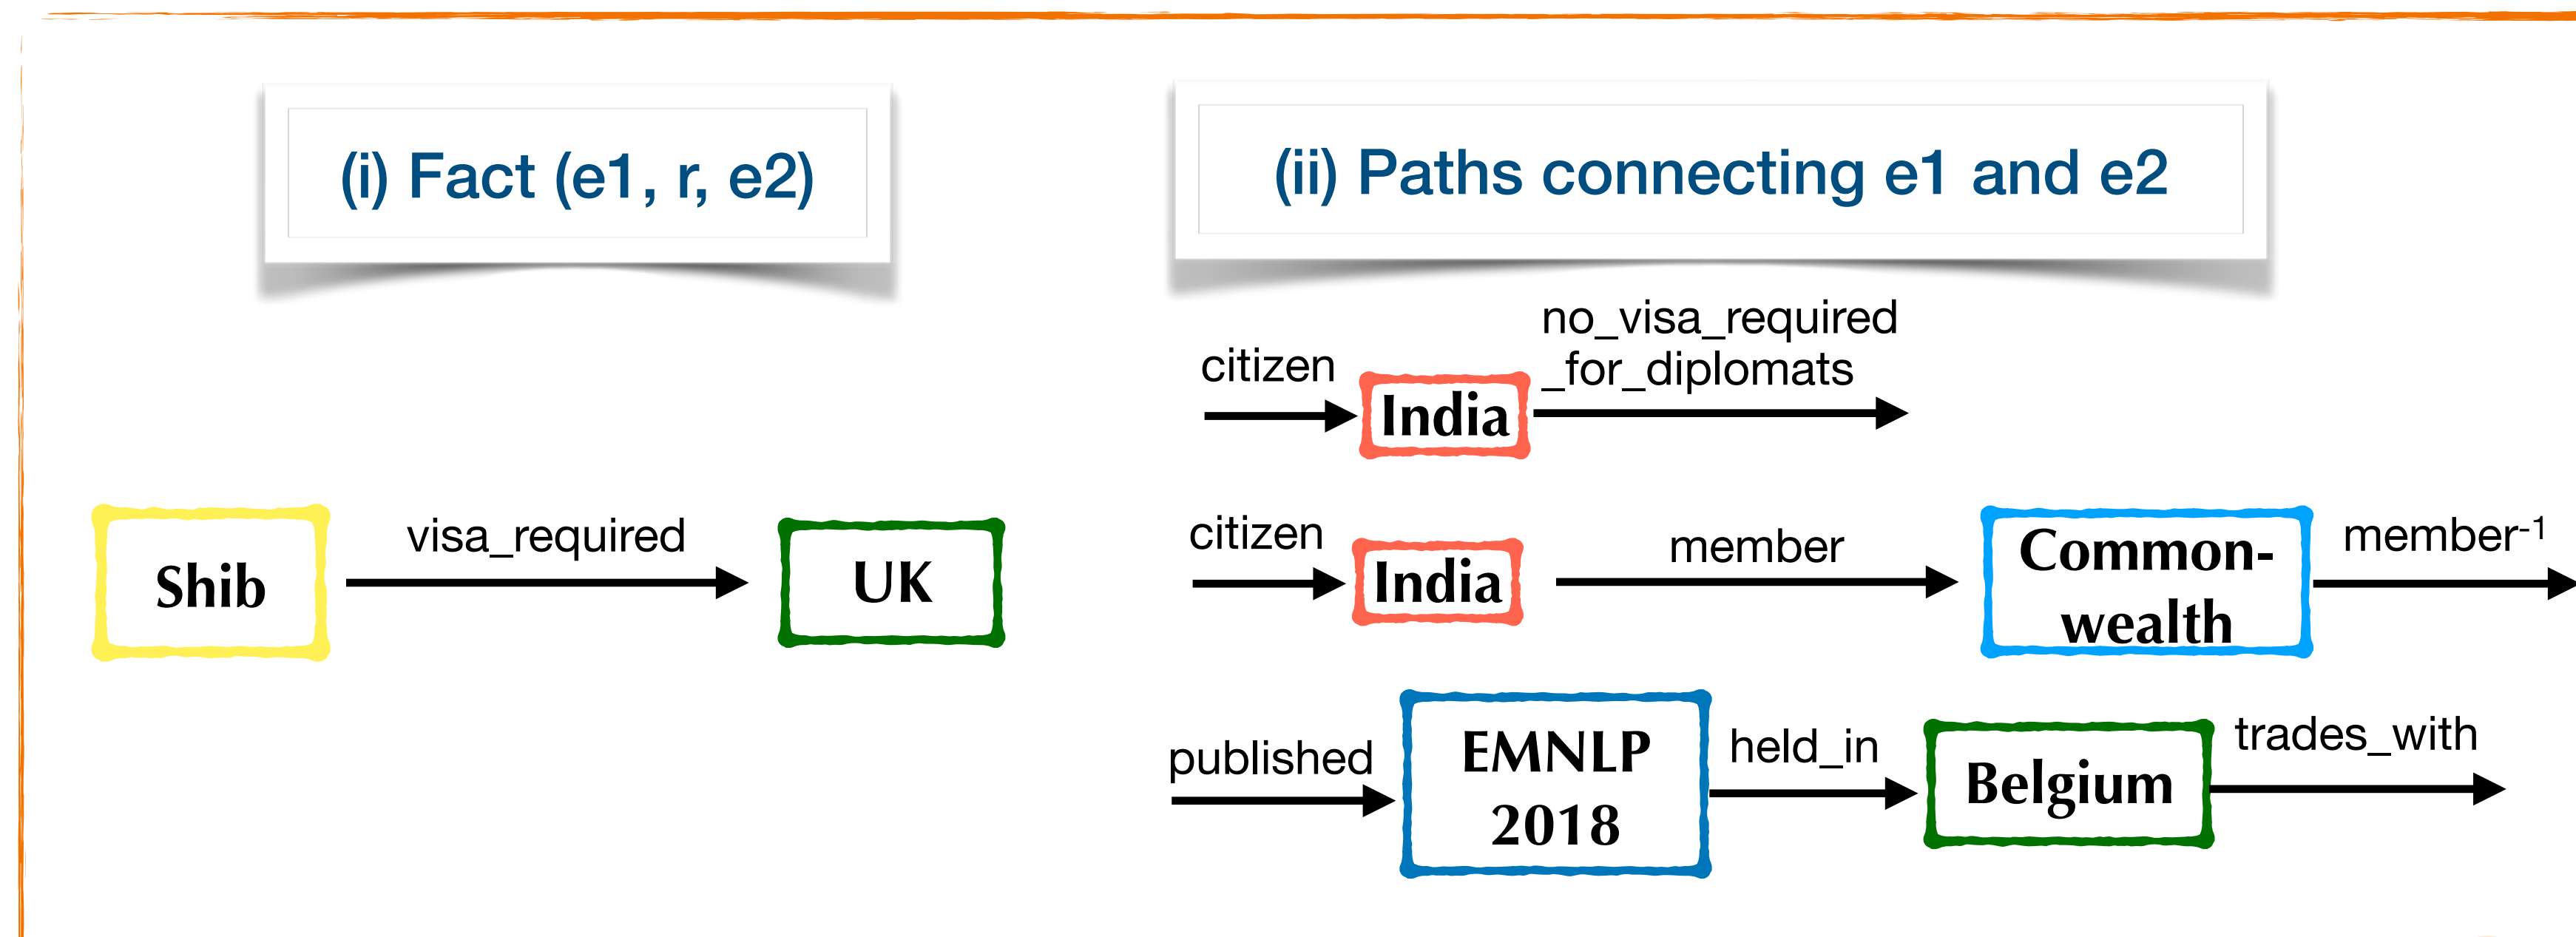 (i) Fact (e1, r, e2)
(ii) Paths connecting e1 and e2
Shib
visa_required
UK
citizen
India
no_visa_required
_for_diplomats
citizen
India
member
Common-
wealth
member-1
published
EMNLP
2018
held_in
Belgium
trades_with